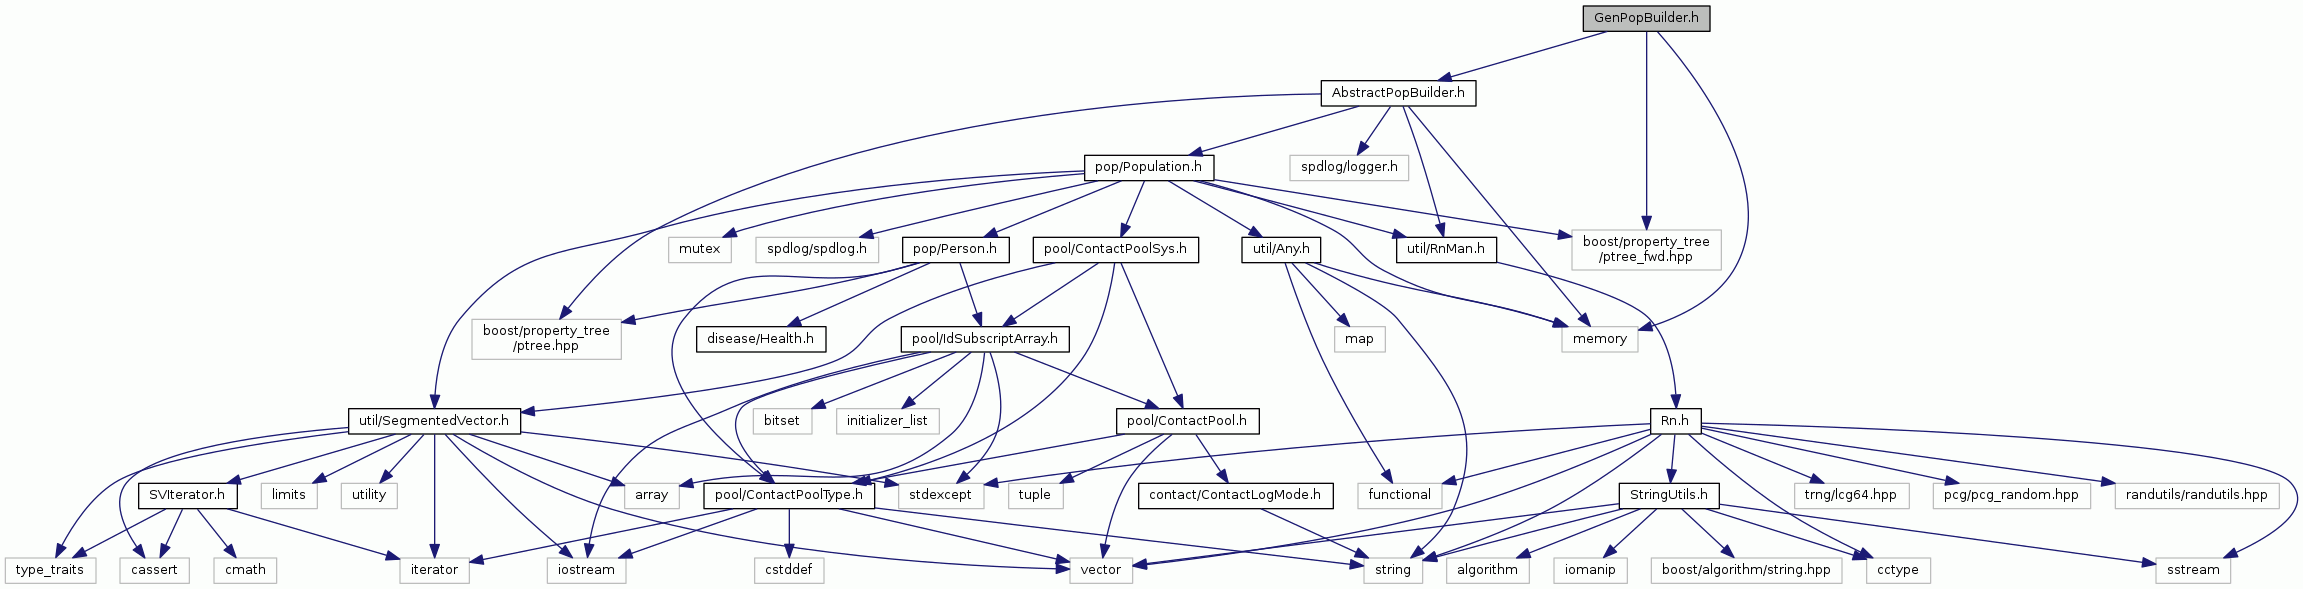 GenPopBuilder.h
AbstractPopBuilder.h
pop/Population.h
spdlog/logger.h
mutex
spdlog/spdlog.h
pop/Person.h
pool/ContactPoolSys.h
util/Any.h
util/RnMan.h
boost/property_tree
/ptree_fwd.hpp
boost/property_tree
/ptree.hpp
disease/Health.h
pool/IdSubscriptArray.h
map
memory
util/SegmentedVector.h
bitset
initializer_list
pool/ContactPool.h
Rn.h
SVIterator.h
limits
utility
array
pool/ContactPoolType.h
stdexcept
tuple
contact/ContactLogMode.h
functional
StringUtils.h
trng/lcg64.hpp
pcg/pcg_random.hpp
randutils/randutils.hpp
type_traits
cassert
cmath
iterator
iostream
cstddef
vector
string
algorithm
iomanip
boost/algorithm/string.hpp
cctype
sstream